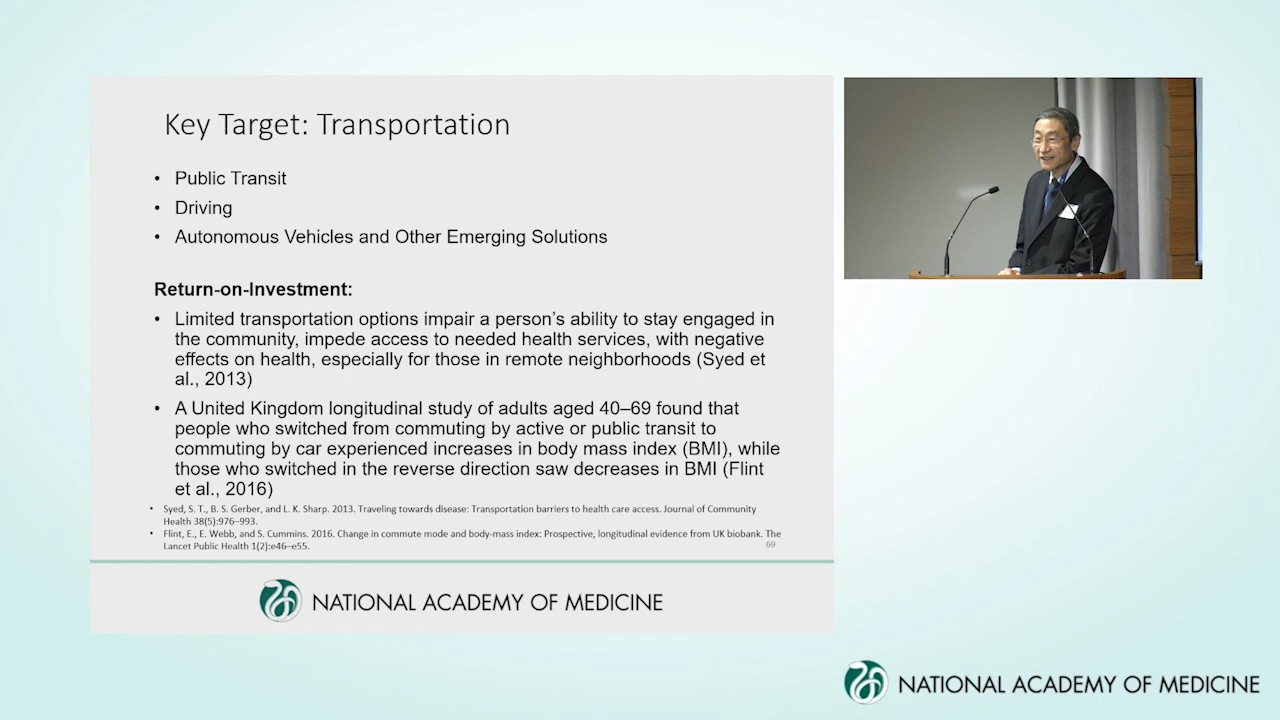 Key Target: Transportation
• Public Transit
• Driving
• Autonomous Vehicles and Other Emerging Solutions
Return-on-Investment:
• Limited transportation options impair a person’s ability to stay engaged in
the community, impede access to needed health services, with negative
effects on health, especially for those in remote neighborhoods (Syed et
al., 2013)
• A United Kingdom longitudinal study of adults aged 40–69 found that
people who switched from commuting by active or public transit to
commuting by car experienced increases in body mass index (BMI), while
those who switched in the reverse direction saw decreases in BMI (Flint
et al., 2016)
• Syed, S. T., B. S. Gerber, and L. K. Sharp. 2013. Traveling towards disease: Transportation barriers to health care access. Journal of Community
Health 38(5):976–993.
• Flint, E., E. Webb, and S. Cummins. 2016. Change in commute mode and body-mass index: Prospective, longitudinal evidence from UK biobank. The
Lancet Public Health 1(2):e46–e55.
69
NATIONAL ACADEMY OF MEDICINE
NATIONAL ACADEMY OF MEDICINE